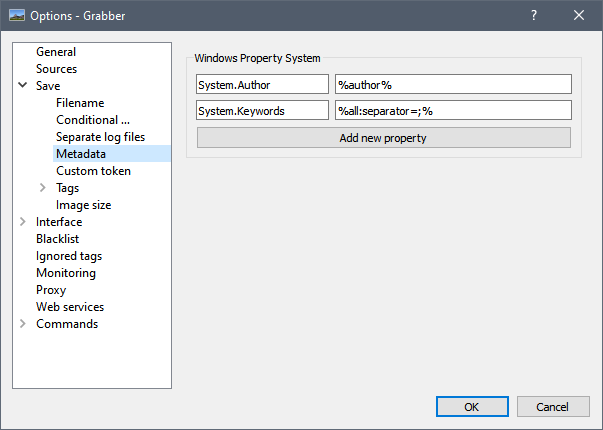 Options - Grabber
General
Sources
Save
Filename
Conditional ...
Separate log files
Metadata
Custom token
Tags
Image size
Interface
Blacklist
Ignored tags
Monitoring
Proxy
Web services
Commands
Windows Property System
System.Author %author%
System.Keywords %all:separator=;%
Add new property
OK Cancel